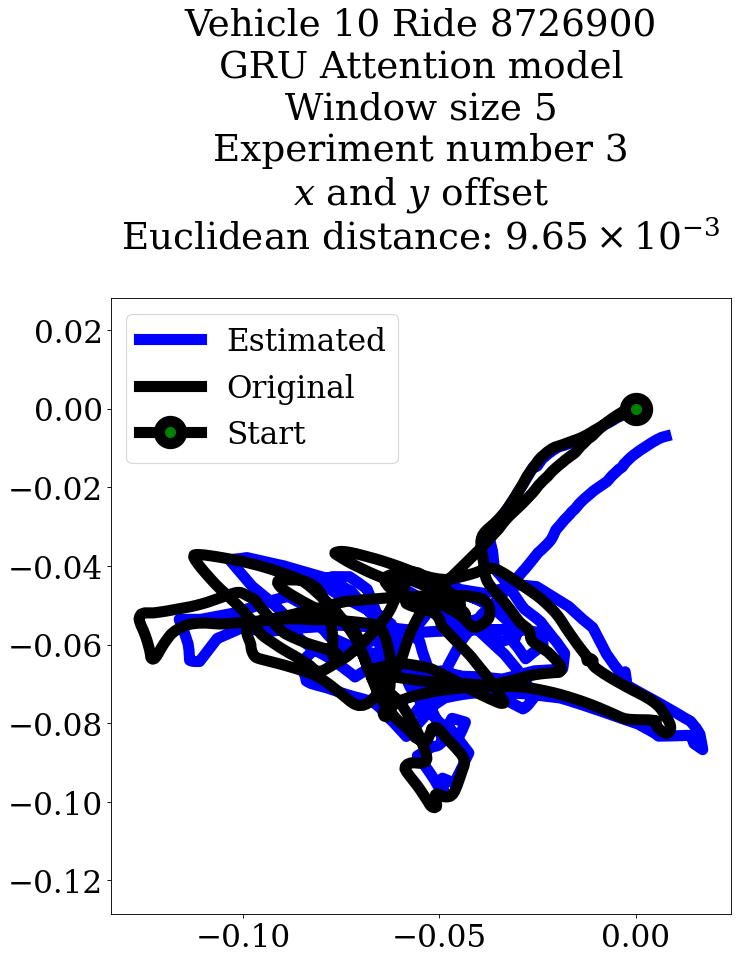 Vehicle 10 Ride 8726900
GRU Attention model
Window size 5
Experiment number 3
x and y offset
Euclidean distance: 9.65 × 10⁻³
Estimated
Original
Start
0.02
0.00
−0.02
−0.04
−0.06
−0.08
−0.10
−0.12
−0.10 −0.05 0.00